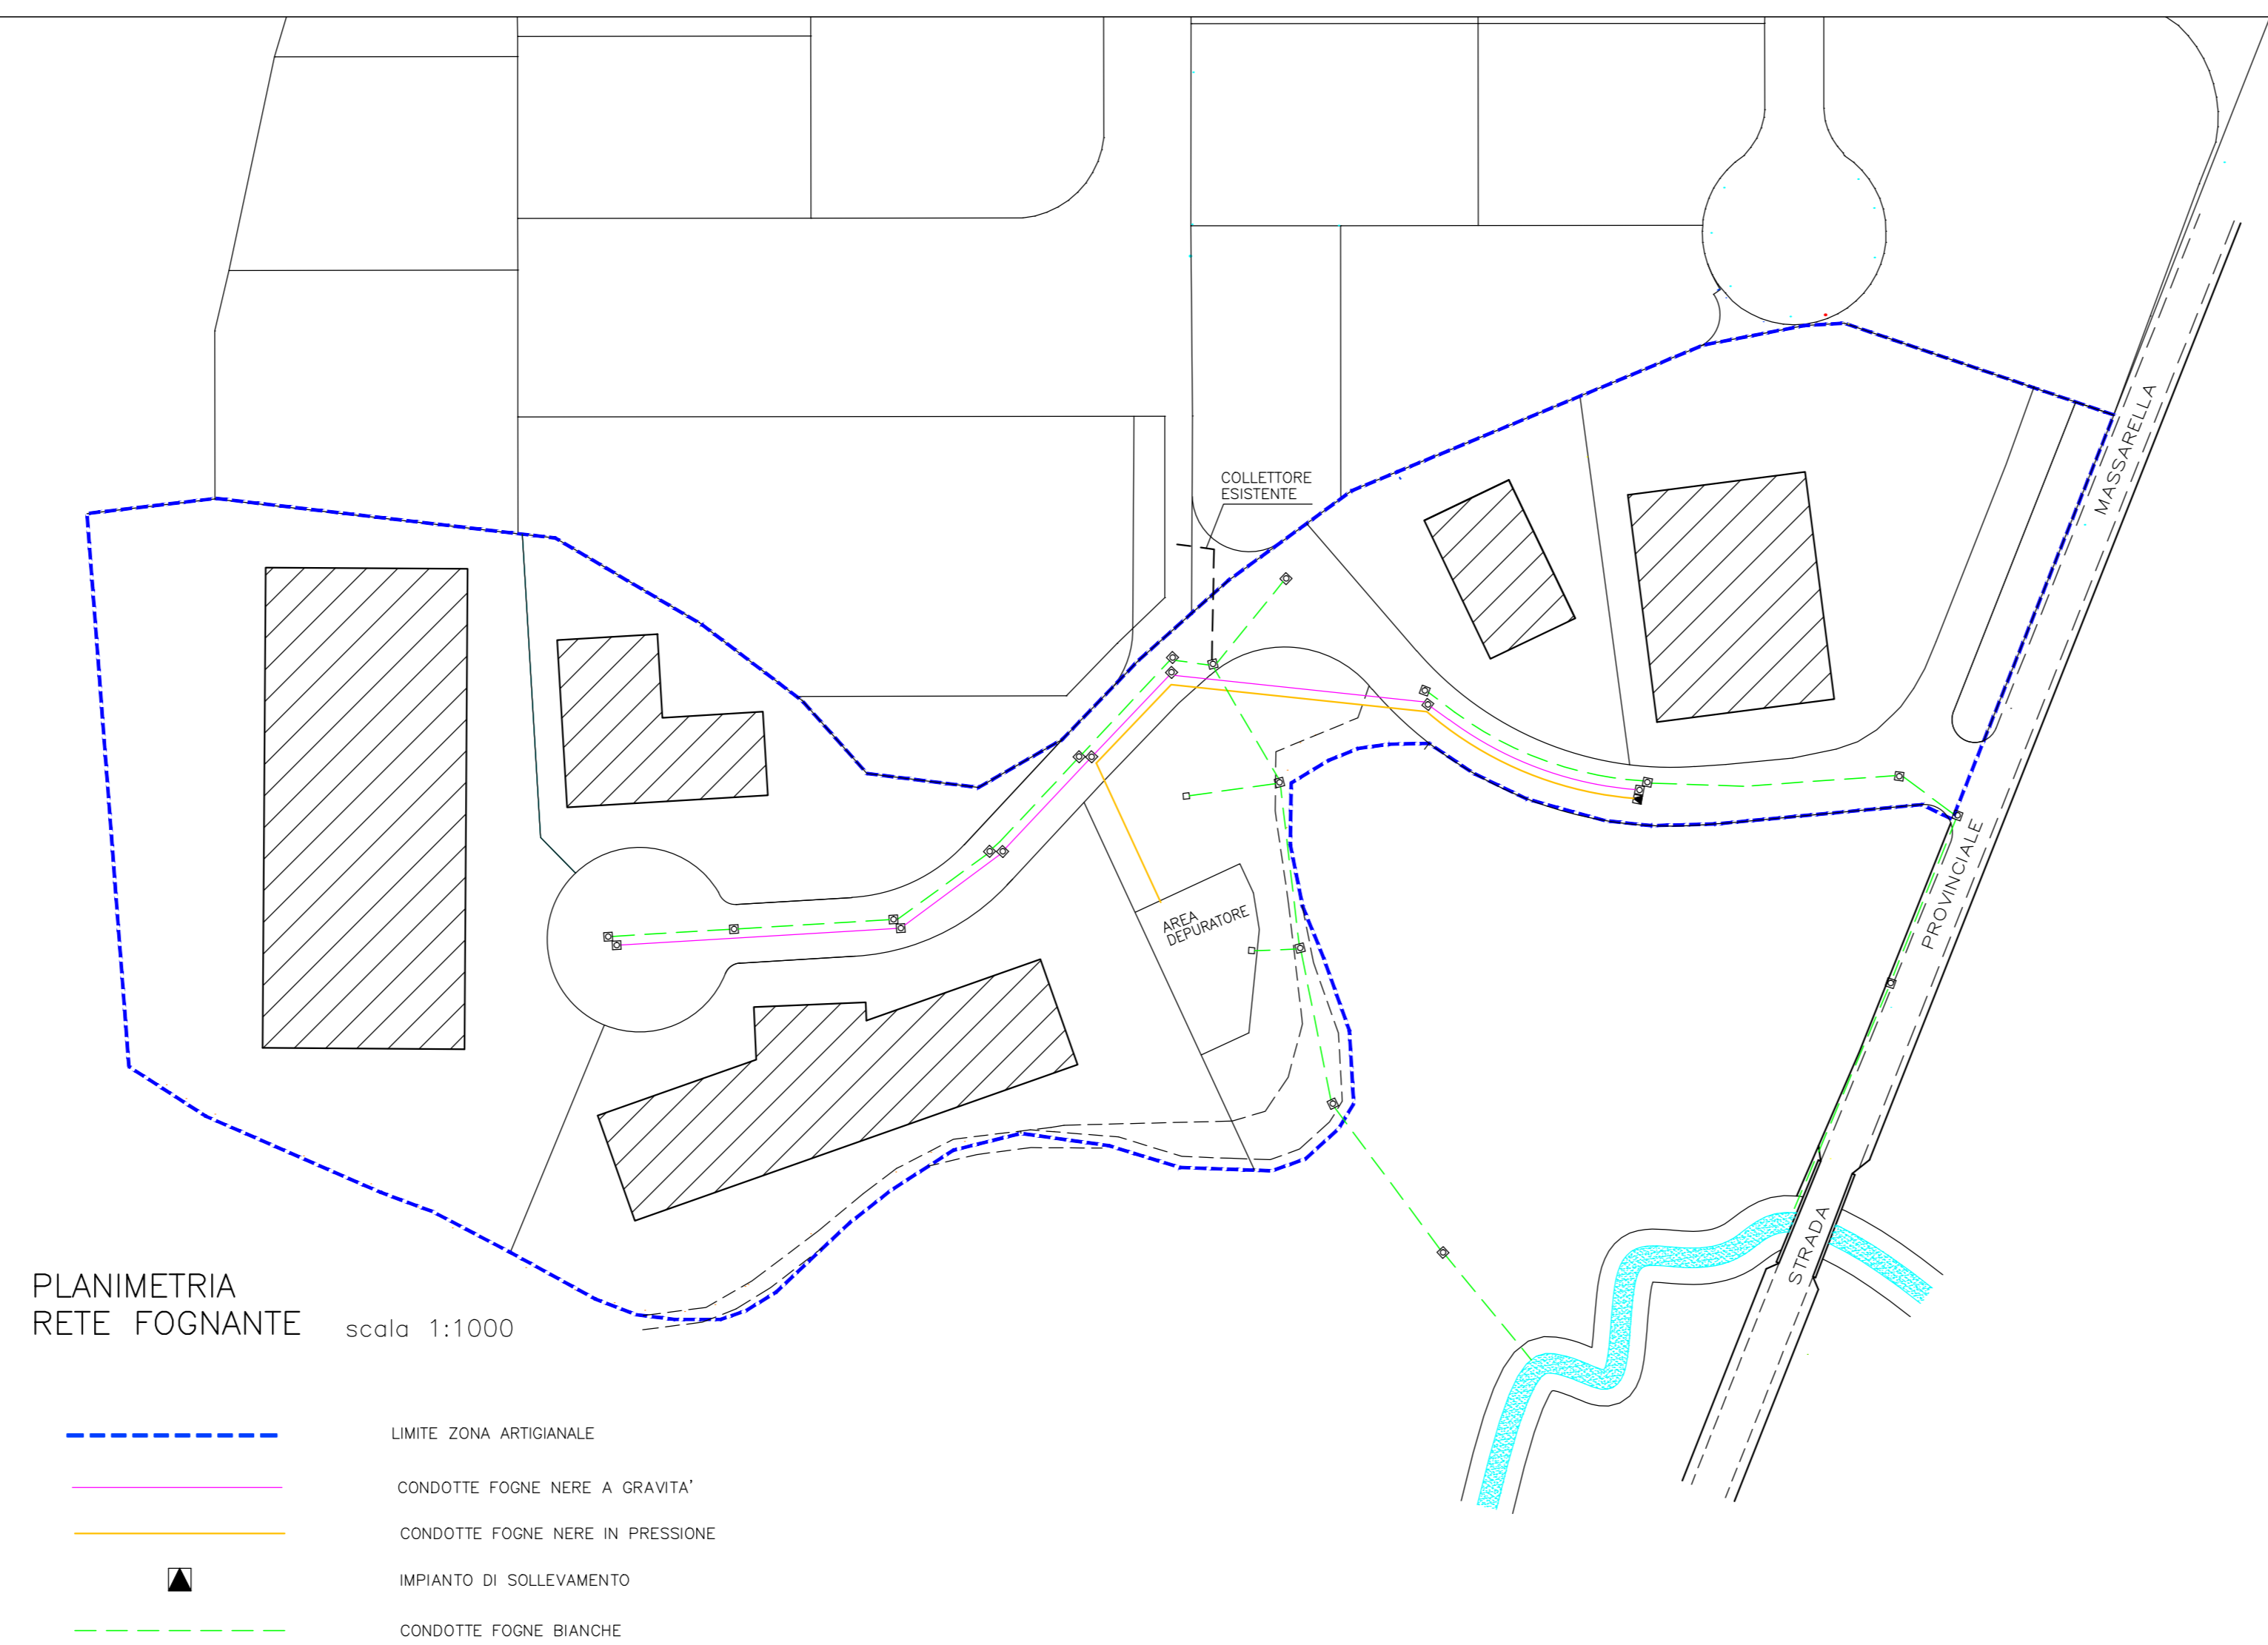 COLLETTORE
ESISTENTE
MASSARELLA
PROVINCIALE
STRADA
AREA
DEPURATORE
PLANIMETRIA
RETE FOGNANTE scala 1:1000
LIMITE ZONA ARTIGIANALE
CONDOTTE FOGNE NERE A GRAVITA'
CONDOTTE FOGNE NERE IN PRESSIONE
IMPIANTO DI SOLLEVAMENTO
CONDOTTE FOGNE BIANCHE